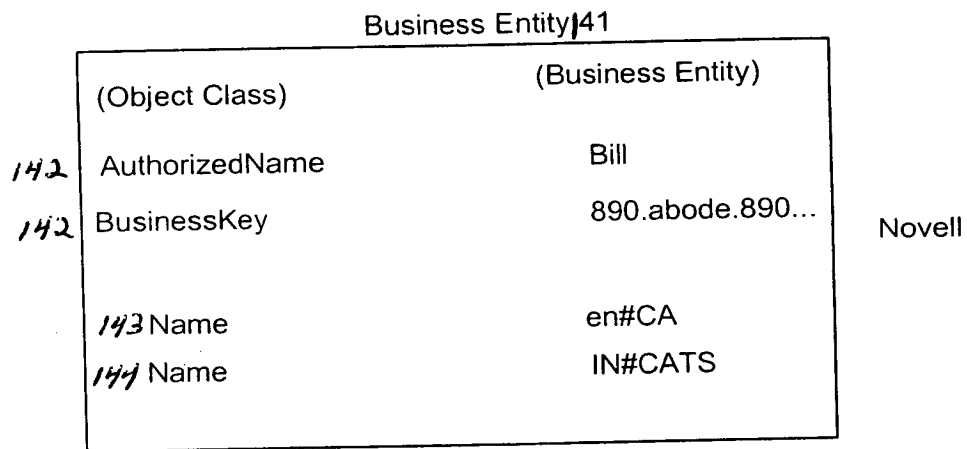 Business Entity 141
(Object Class) (Business Entity)
142 AuthorizedName Bill
142 BusinessKey 890.abode.890...
Novell
143 Name en#CA
144 Name IN#CATS